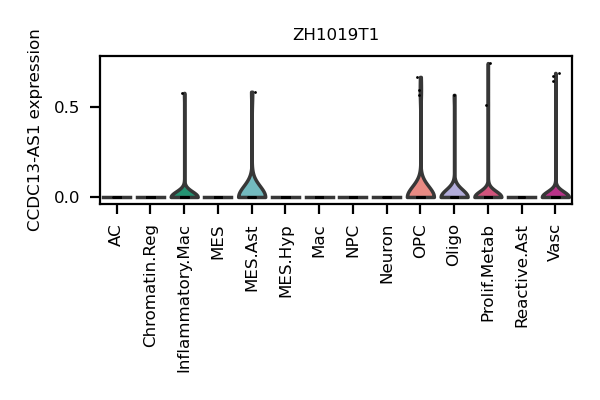 ZH1019T1
CCDC13-AS1 expression
0.5
0.0
AC
Chromatin.Reg
Inflammatory.Mac
MES
MES.Ast
MES.Hyp
Mac
NPC
Neuron
OPC
Oligo
Prolif.Metab
Reactive.Ast
Vasc